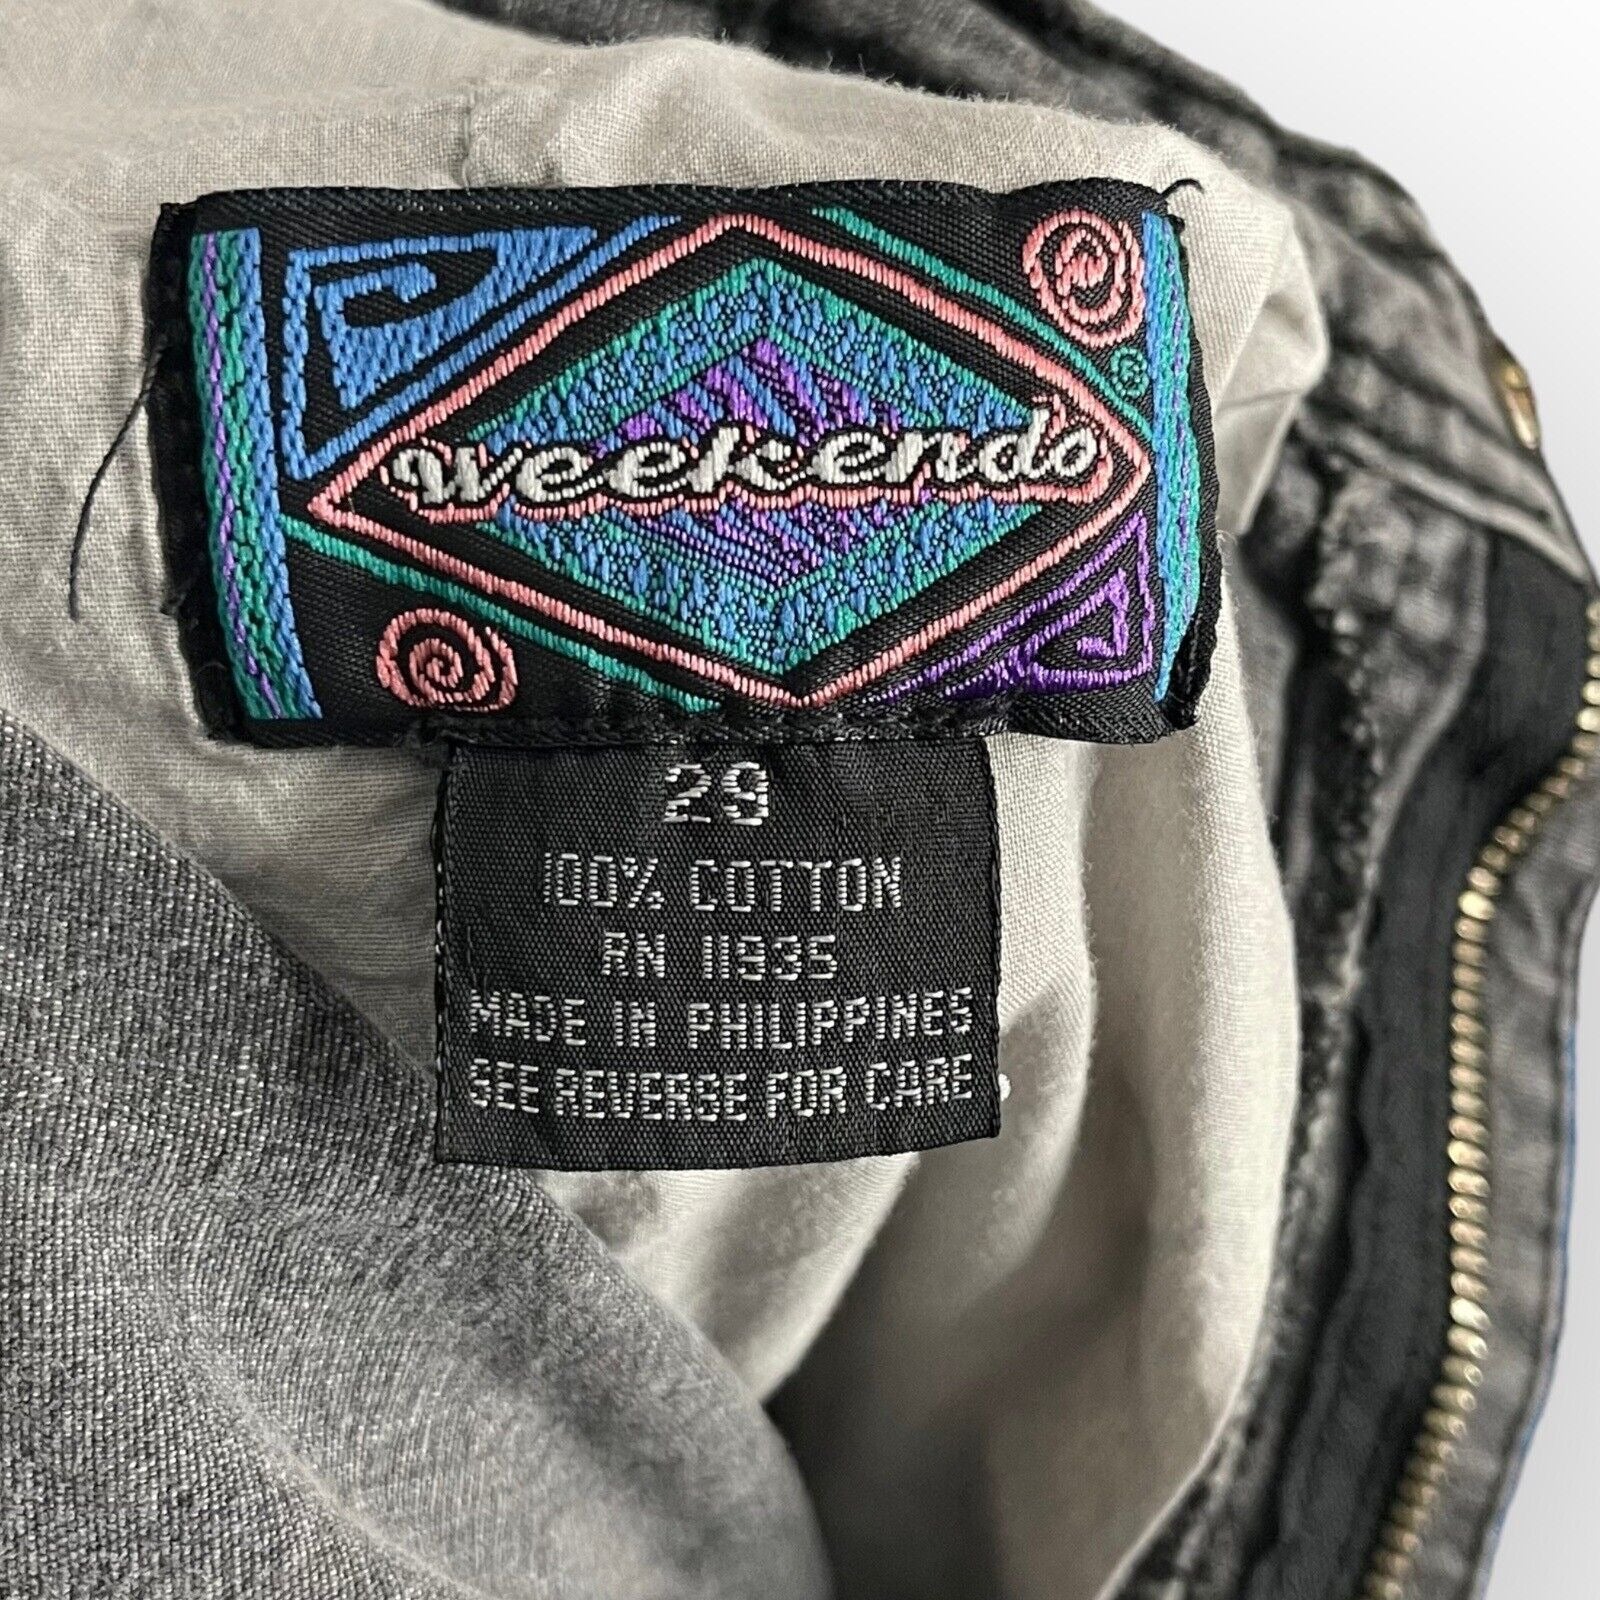 weekends
®
29
100% COTTON
RN 11935
MADE IN PHILIPPINES
SEE REVERSE FOR CARE